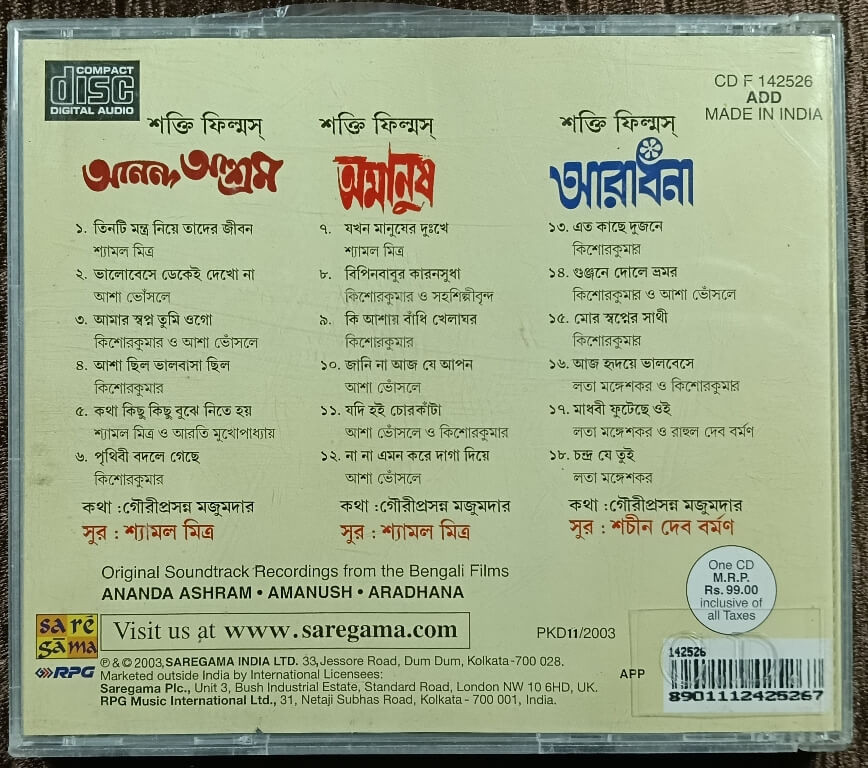 COMPACT
disc
DIGITAL AUDIO
CD F 142526
ADD
MADE IN INDIA
শক্তি ফিল্মস্
আনন্দ আশ্রম
১. তিনটি মন্ত্র নিয়ে তাদের জীবন
শ্যামল মিত্র
২. ভালোবেসে ডেকেই দেখো না
আশা ভোঁসলে
৩. আমার স্বপ্ন তুমি ওগো
কিশোরকুমার ও আশা ভোঁসলে
৪. আশা ছিল ভালবাসা ছিল
কিশোরকুমার
৫. কথা কিছু কিছু বুঝে নিতে হয়
শ্যামল মিত্র ও আরতি মুখোপাধ্যায়
৬. পৃথিবী বদলে গেছে
কিশোরকুমার
কথা :গৌরীপ্রসন্ন মজুমদার
সুর : শ্যামল মিত্র
শক্তি ফিল্মস্
অমানুষ
৭. যখন মানুষের দুঃখে
শ্যামল মিত্র
৮. বিপিনবাবুর কারনসুধা
কিশোরকুমার ও সহশিল্পীবৃন্দ
৯. কি আশায় বাঁধি খেলাঘর
কিশোরকুমার
১০. জানি না আজ যে আপন
আশা ভোঁসলে
১১. যদি হই চোরকাঁটা
আশা ভোঁসলে ও কিশোরকুমার
১২. না না এমন করে দাগা দিয়ে
আশা ভোঁসলে
কথা :গৌরীপ্রসন্ন মজুমদার
সুর : শ্যামল মিত্র
শক্তি ফিল্মস্
আরাধনা
১৩. এত কাছে দুজনে
কিশোরকুমার
১৪. গুঞ্জনে দোলে ভ্রমর
কিশোরকুমার ও আশা ভোঁসলে
১৫. মোর স্বপ্নের সাথী
কিশোরকুমার
১৬. আজ হৃদয়ে ভালবেসে
লতা মঙ্গেশকর ও কিশোরকুমার
১৭. মাধবী ফুটেছে ওই
লতা মঙ্গেশকর ও রাহুল দেব বর্মণ
১৮. চন্দ্র যে তুই
লতা মঙ্গেশকর
কথা :গৌরীপ্রসন্ন মজুমদার
সুর : শচীন দেব বর্মণ
Original Soundtrack Recordings from the Bengali Films
ANANDA ASHRAM • AMANUSH • ARADHANA
One CD
M.R.P.
Rs. 99.00
inclusive of
all Taxes
sa rē
gama
RPG
Visit us at www.saregama.com
PKD11/2003
℗ & © 2003, SAREGAMA INDIA LTD. 33, Jessore Road, Dum Dum, Kolkata-700 028.
Marketed outside India by International Licensees:
Saregama Plc., Unit 3, Bush Industrial Estate, Standard Road, London NW 10 6HD, UK.
RPG Music International Ltd., 31, Netaji Subhas Road, Kolkata - 700 001, India.
APP
142526
8901112425267